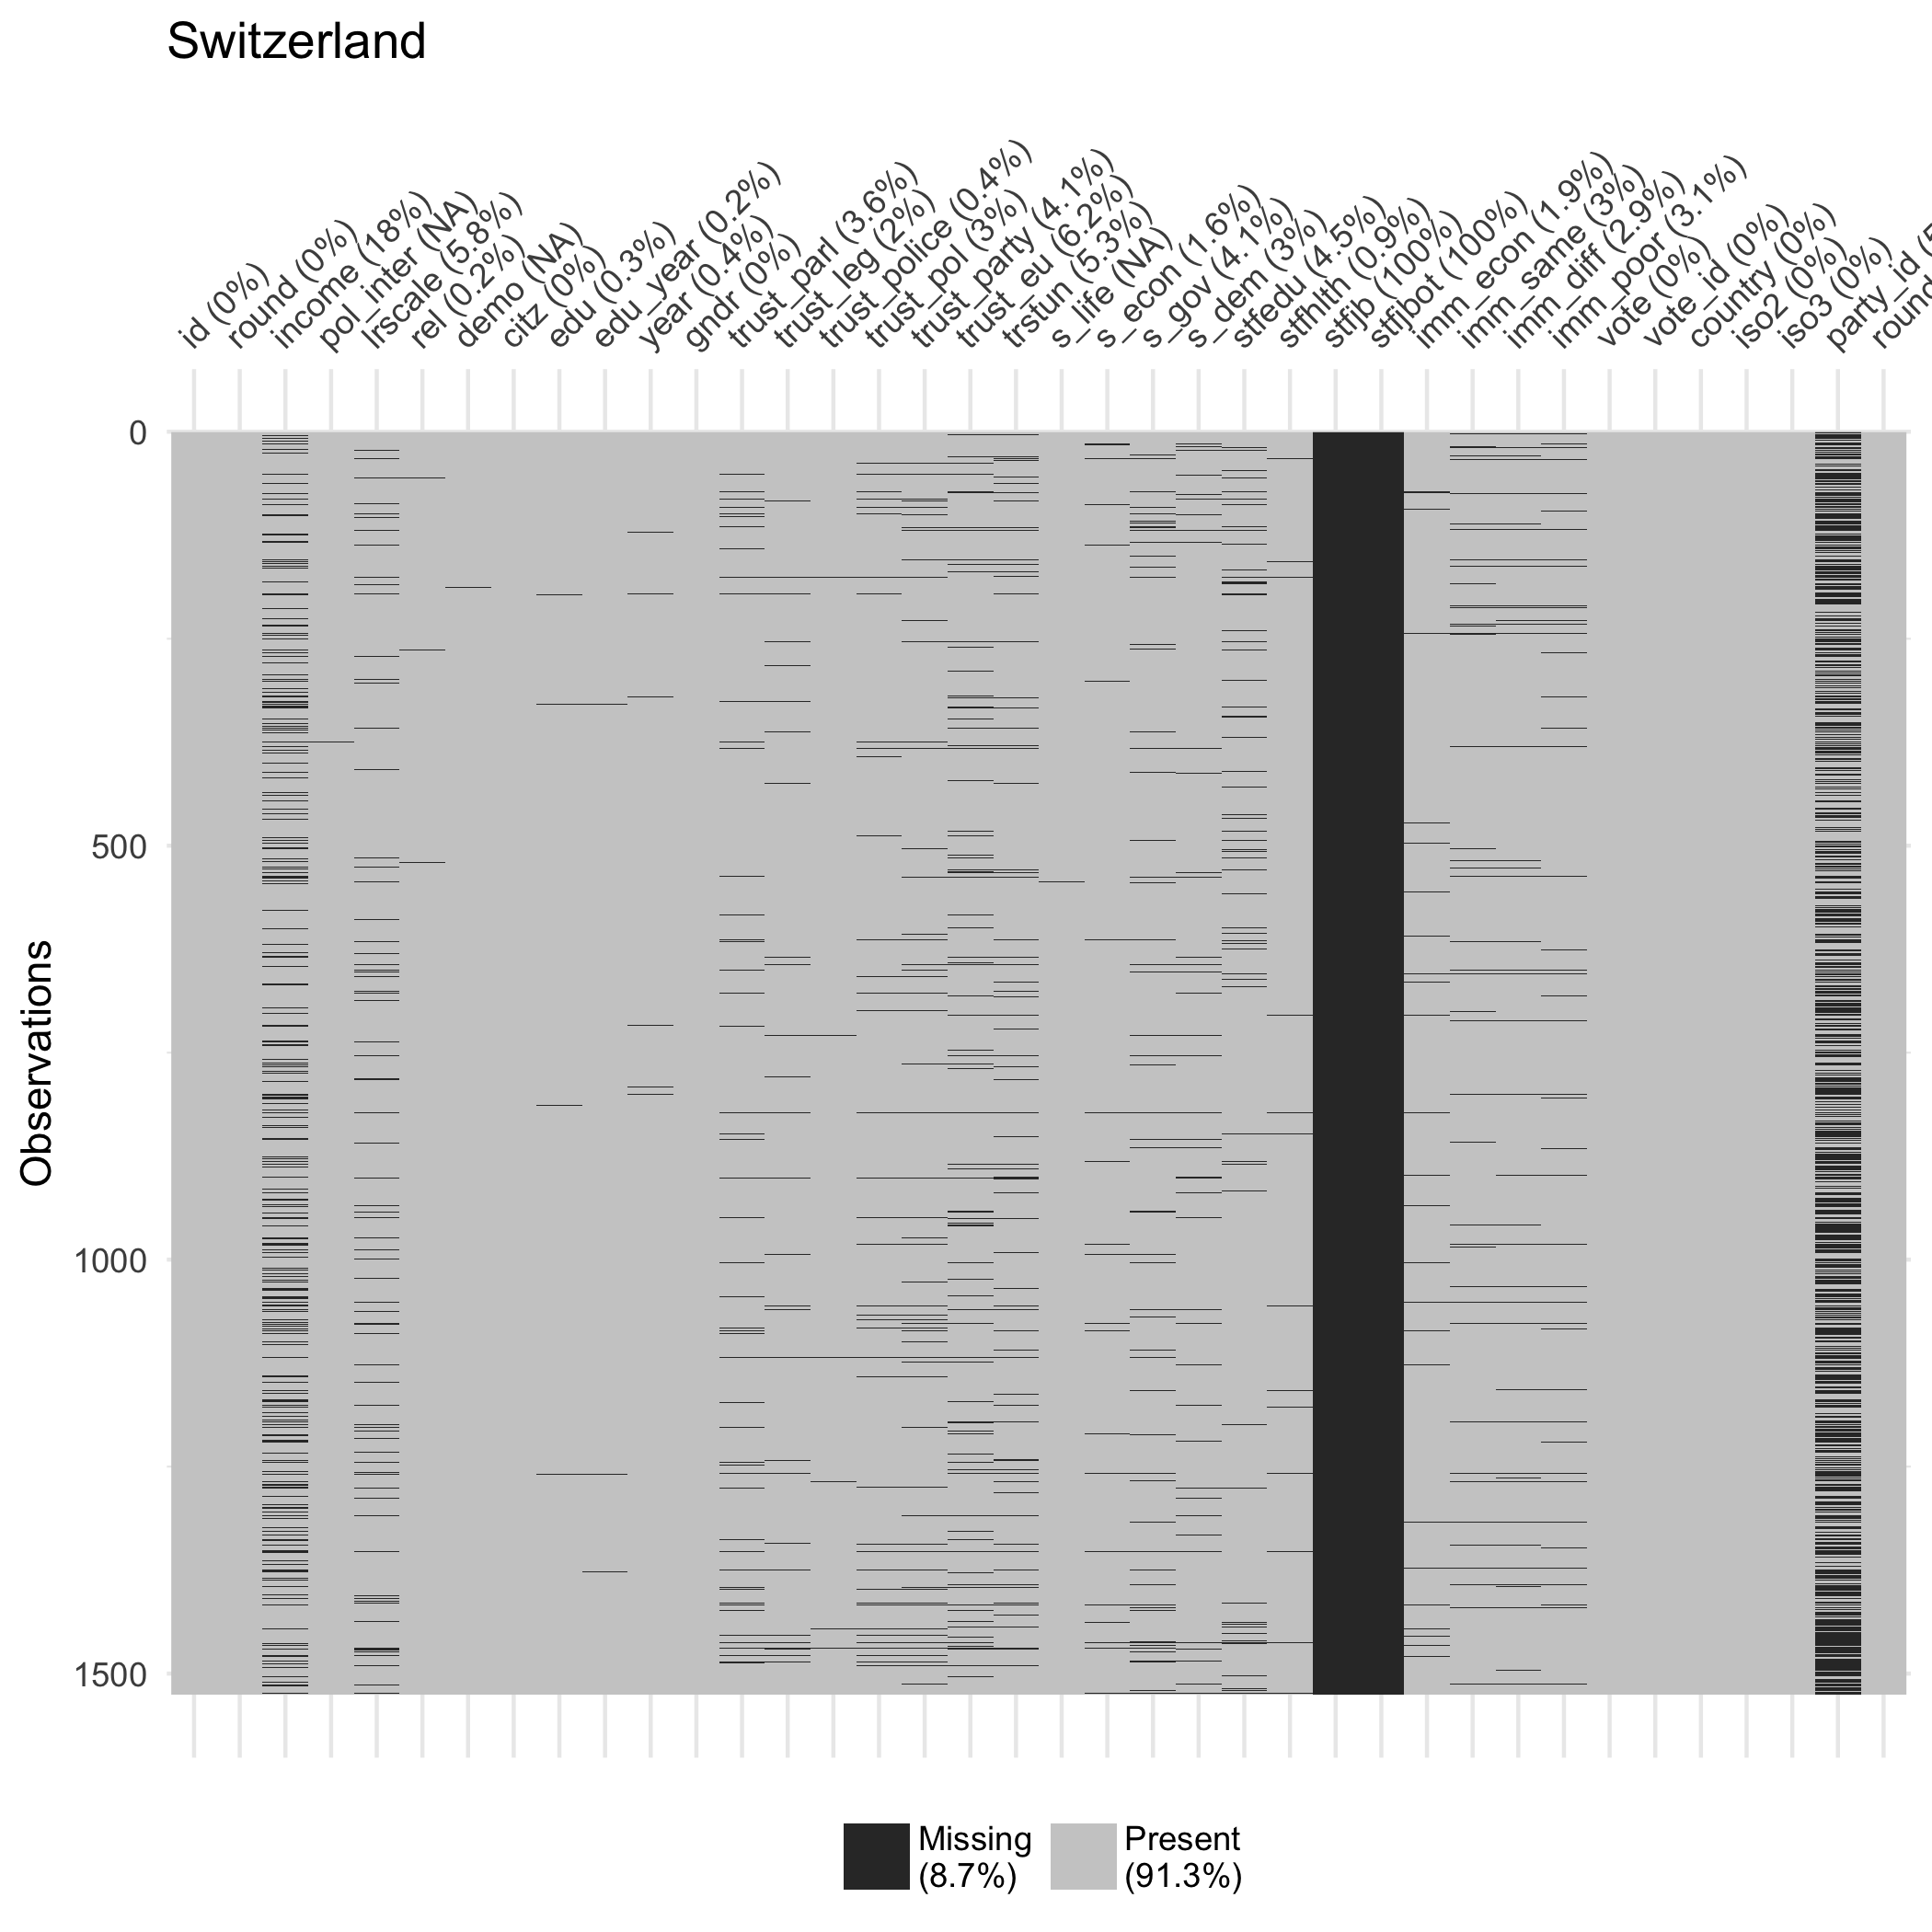 Switzerland
id (0%)
round (0%)
income (18%)
pol_inter (NA)
lrscale (5.8%)
rel (0.2%)
demo (NA)
citz (0%)
edu (0.3%)
edu_year (0.2%)
year (0.4%)
gndr (0%)
trust_parl (3.6%)
trust_leg (2%)
trust_police (0.4%)
trust_pol (3%)
trust_party (4.1%)
trust_eu (6.2%)
trstun (5.3%)
s_life (NA)
s_econ (1.6%)
s_gov (4.1%)
s_dem (3%)
stfedu (4.5%)
stfhlth (0.9%)
stfjb (100%)
stfjbot (100%)
imm_econ (1.9%)
imm_same (3%)
imm_diff (2.9%)
imm_poor (3.1%)
vote (0%)
vote_id (0%)
country (0%)
iso2 (0%)
iso3 (0%)
party_id (5
round
0
500
1000
1500
Observations
Missing
(8.7%)
Present
(91.3%)